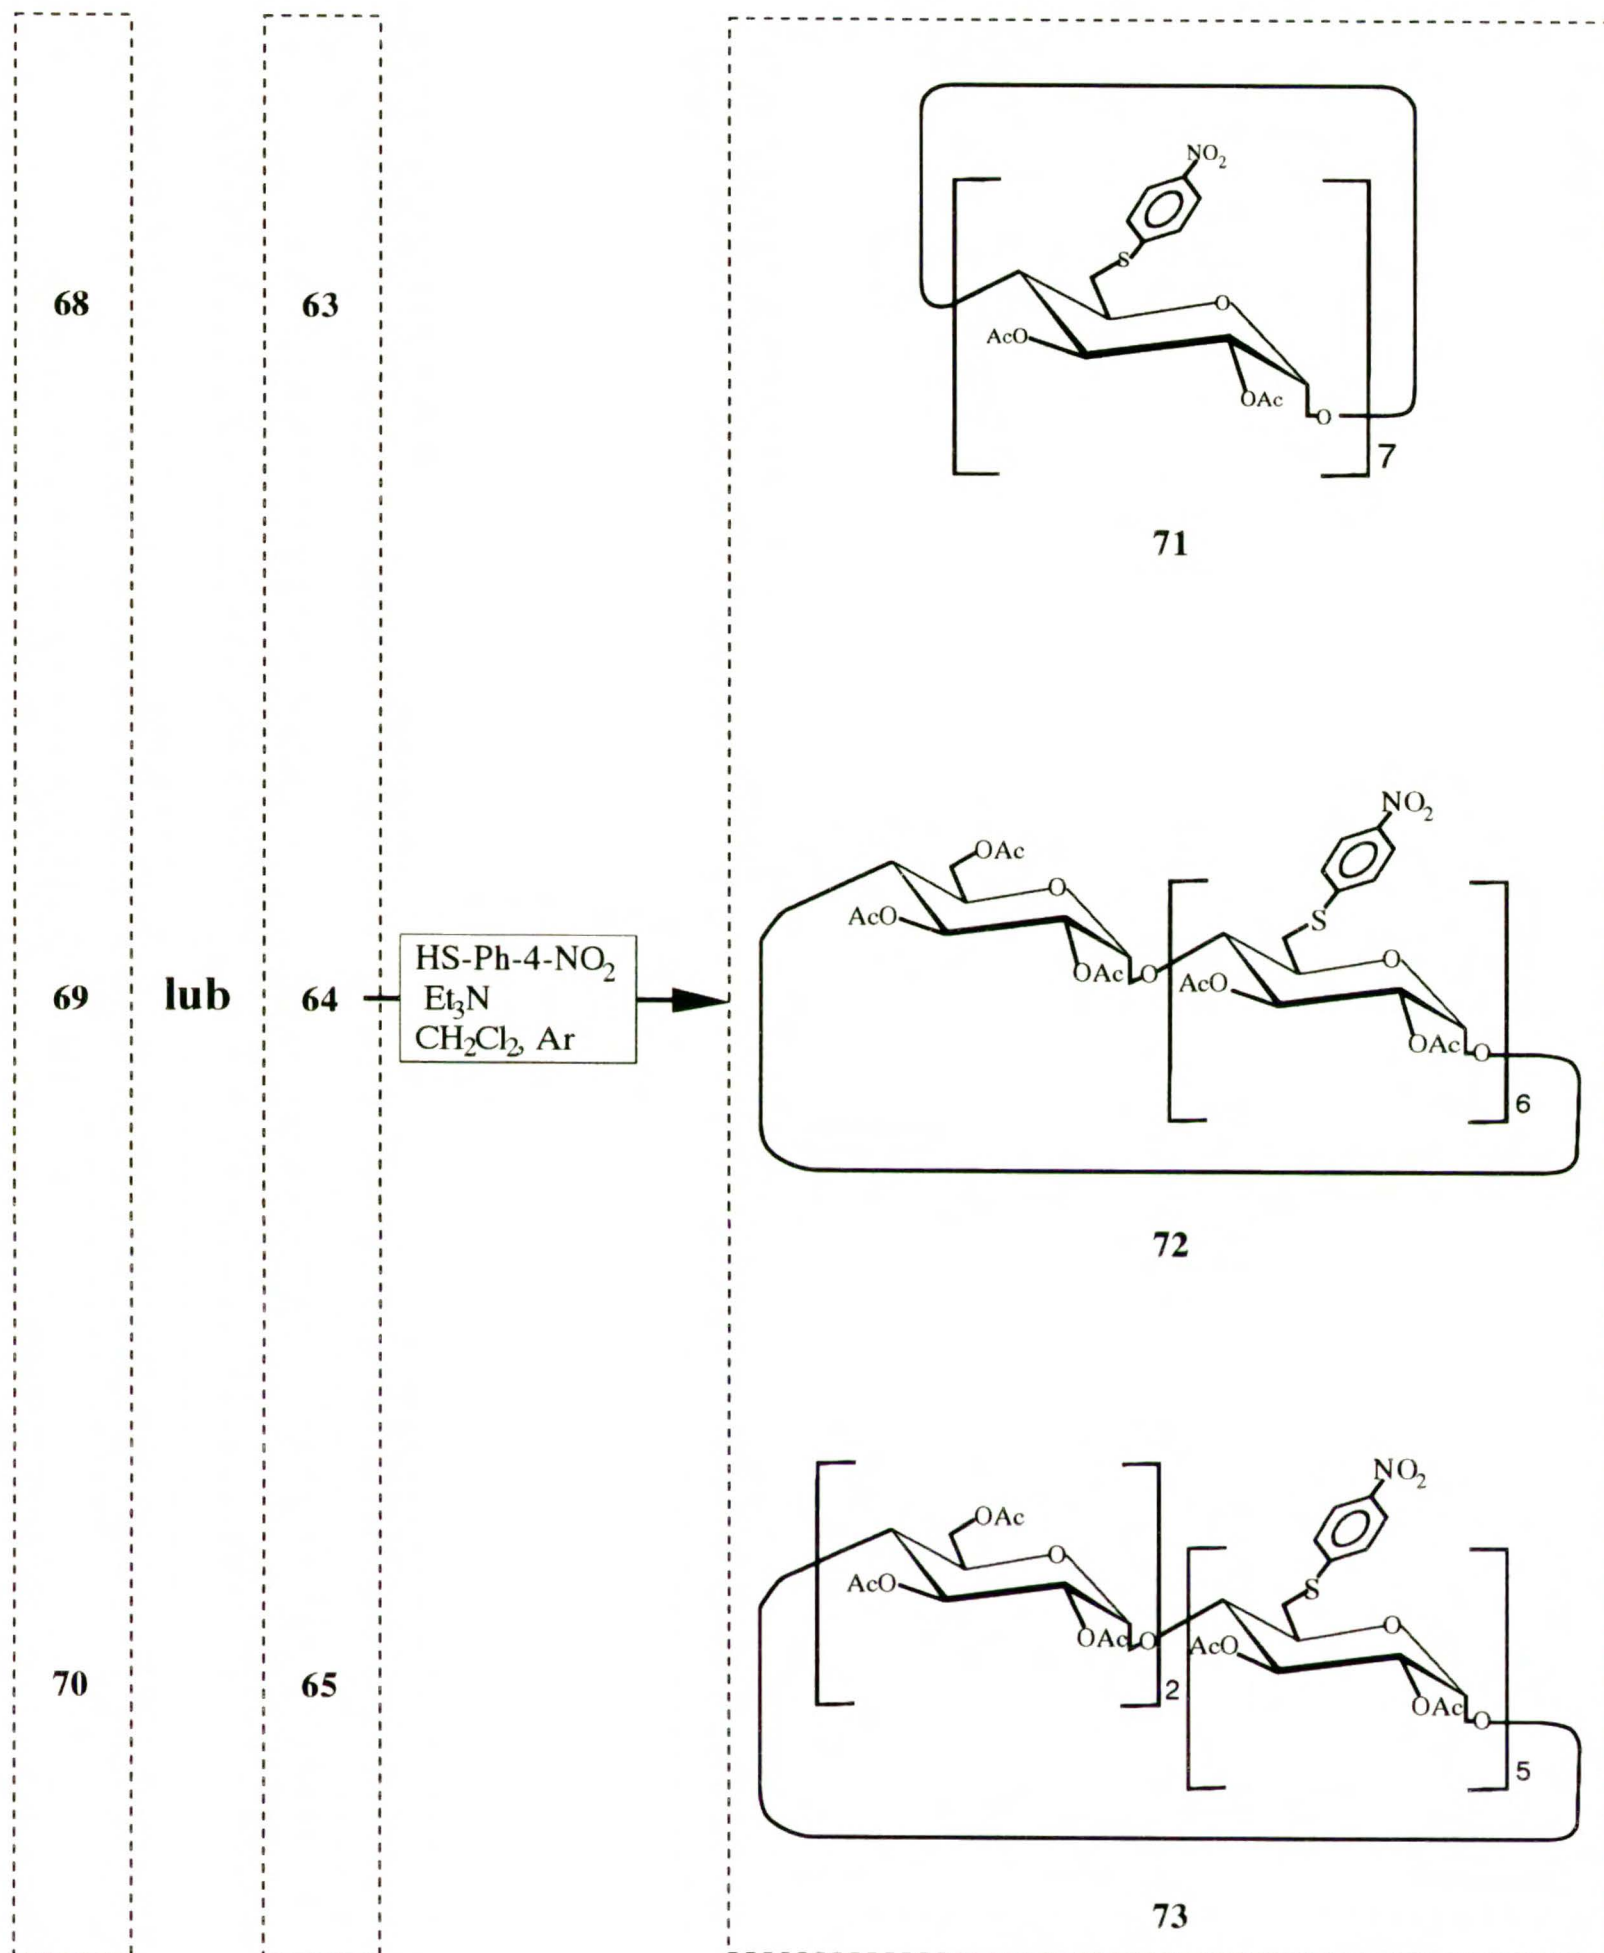 NO2
S
O
AcO
OAc
O
7
68
63
71
NO2
OAc
O
S
AcO
OAc
O
AcO
O
OAc
O
6
69
lub
64
HS-Ph-4-NO2
Et3N
CH2Cl2, Ar
72
NO2
OAc
O
S
AcO
OAc
O
AcO
O
OAc
O
2
5
70
65
73